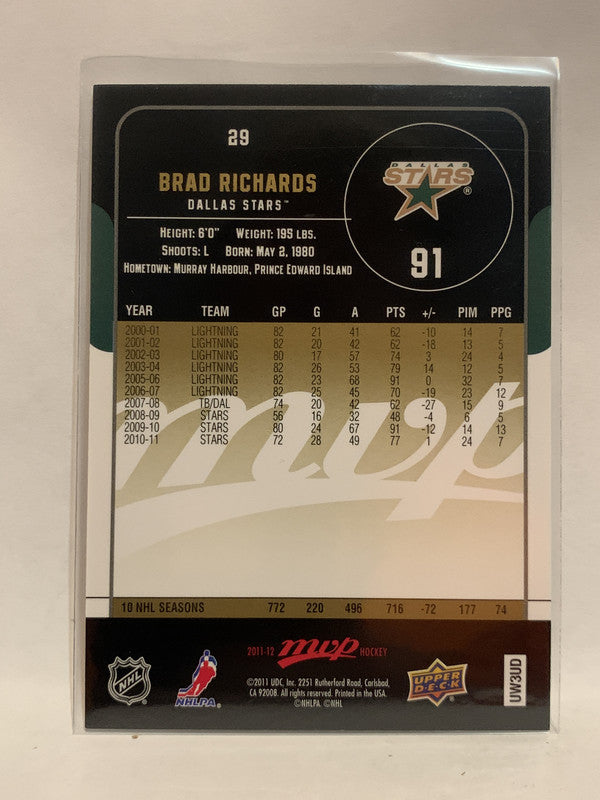 29
BRAD RICHARDS
DALLAS STARS™
HEIGHT: 6'0" WEIGHT: 195 LBS.
SHOOTS: L BORN: MAY 2, 1980
HOMETOWN: MURRAY HARBOUR, PRINCE EDWARD ISLAND
DALLAS
STARS®
91
YEAR TEAM GP G A PTS +/- PIM PPG
2000-01 LIGHTNING 82 21 41 62 -10 14 7
2001-02 LIGHTNING 82 20 42 62 -18 13 5
2002-03 LIGHTNING 80 17 57 74 3 24 4
2003-04 LIGHTNING 82 26 53 79 14 12 5
2005-06 LIGHTNING 82 23 68 91 0 32 7
2006-07 LIGHTNING 82 25 45 70 -19 23 12
2007-08 TB/DAL 74 20 42 62 -27 15 9
2008-09 STARS 56 16 32 48 -4 6 5
2009-10 STARS 80 24 67 91 -12 14 13
2010-11 STARS 72 28 49 77 1 24 7
mvp
10 NHL SEASONS 772 220 496 716 -72 177 74
2011-12 mvp HOCKEY
NHL
NHLPA
©2011 UDC, Inc. 2251 Rutherford Road, Carlsbad,
CA 92008. All rights reserved. Printed in the USA.
©NHLPA ©NHL
UPPER
DECK
UW3UD